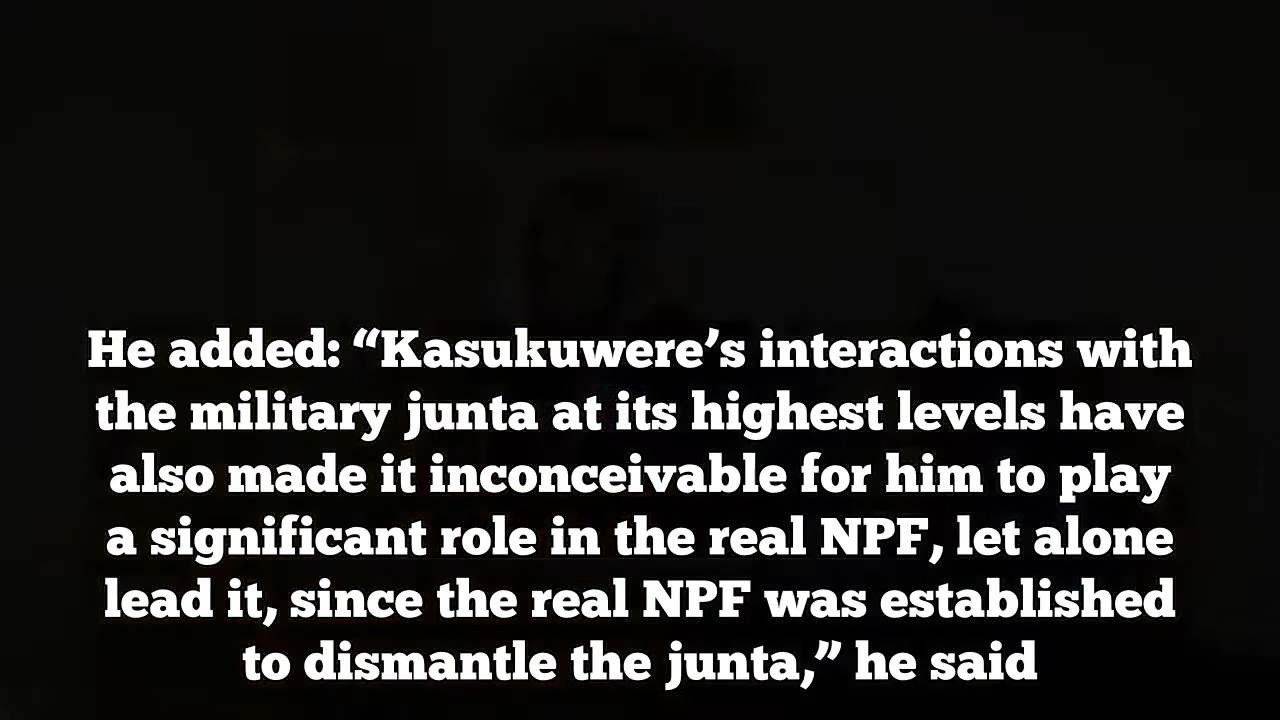 He added: “Kasukuwere’s interactions with
the military junta at its highest levels have
also made it inconceivable for him to play
a significant role in the real NPF, let alone
lead it, since the real NPF was established
to dismantle the junta,” he said